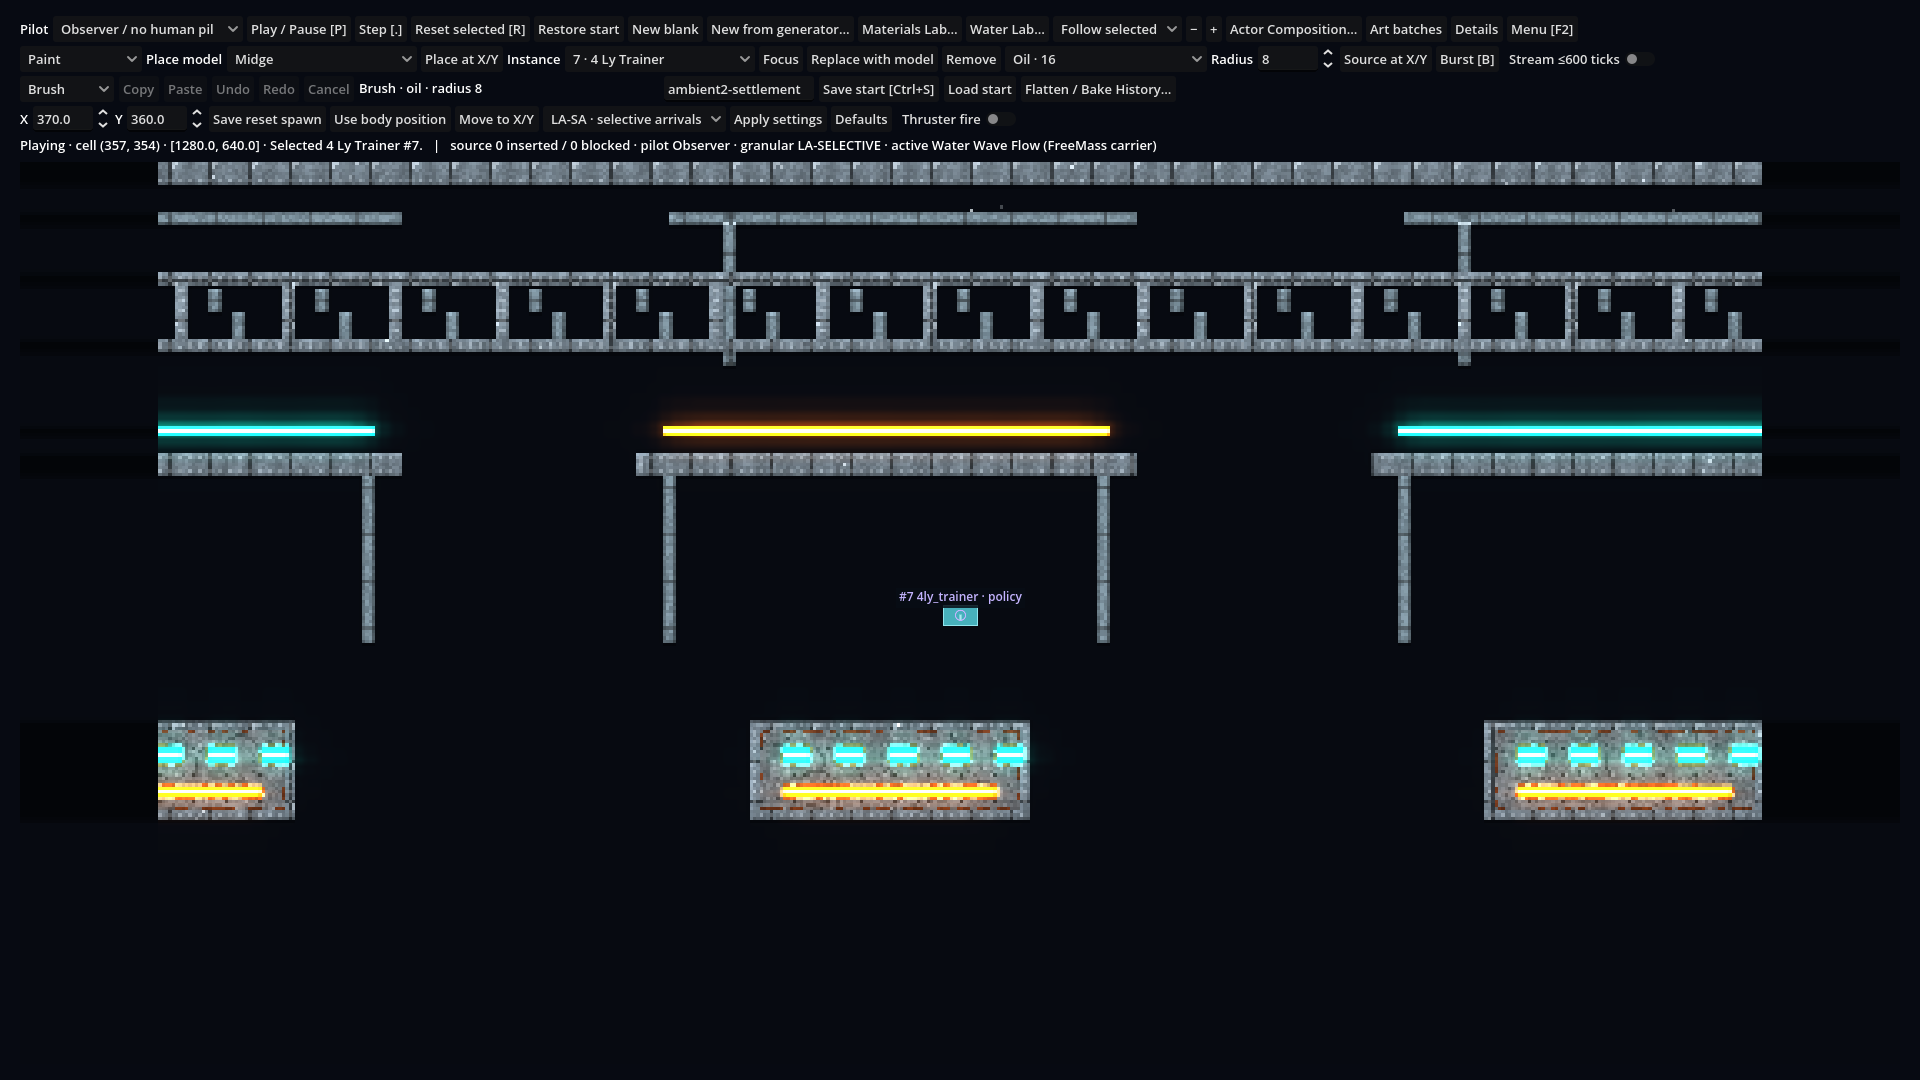 Pilot Observer / no human pil Play / Pause [P] Step [.] Reset selected [R] Restore start New blank New from generator... Materials Lab... Water Lab... Follow selected − + Actor Composition... Art batches Details Menu [F2]
Paint Place model Midge Place at X/Y Instance 7 · 4 Ly Trainer Focus Replace with model Remove Oil · 16 Radius 8 Source at X/Y Burst [B] Stream ≤600 ticks
Brush Copy Paste Undo Redo Cancel Brush · oil · radius 8 ambient2-settlement Save start [Ctrl+S] Load start Flatten / Bake History...
X 370.0 Y 360.0 Save reset spawn Use body position Move to X/Y LA-SA · selective arrivals Apply settings Defaults Thruster fire
Playing · cell (357, 354) · [1280.0, 640.0] · Selected 4 Ly Trainer #7. | source 0 inserted / 0 blocked · pilot Observer · granular LA-SELECTIVE · active Water Wave Flow (FreeMass carrier)
#7 4ly_trainer · policy